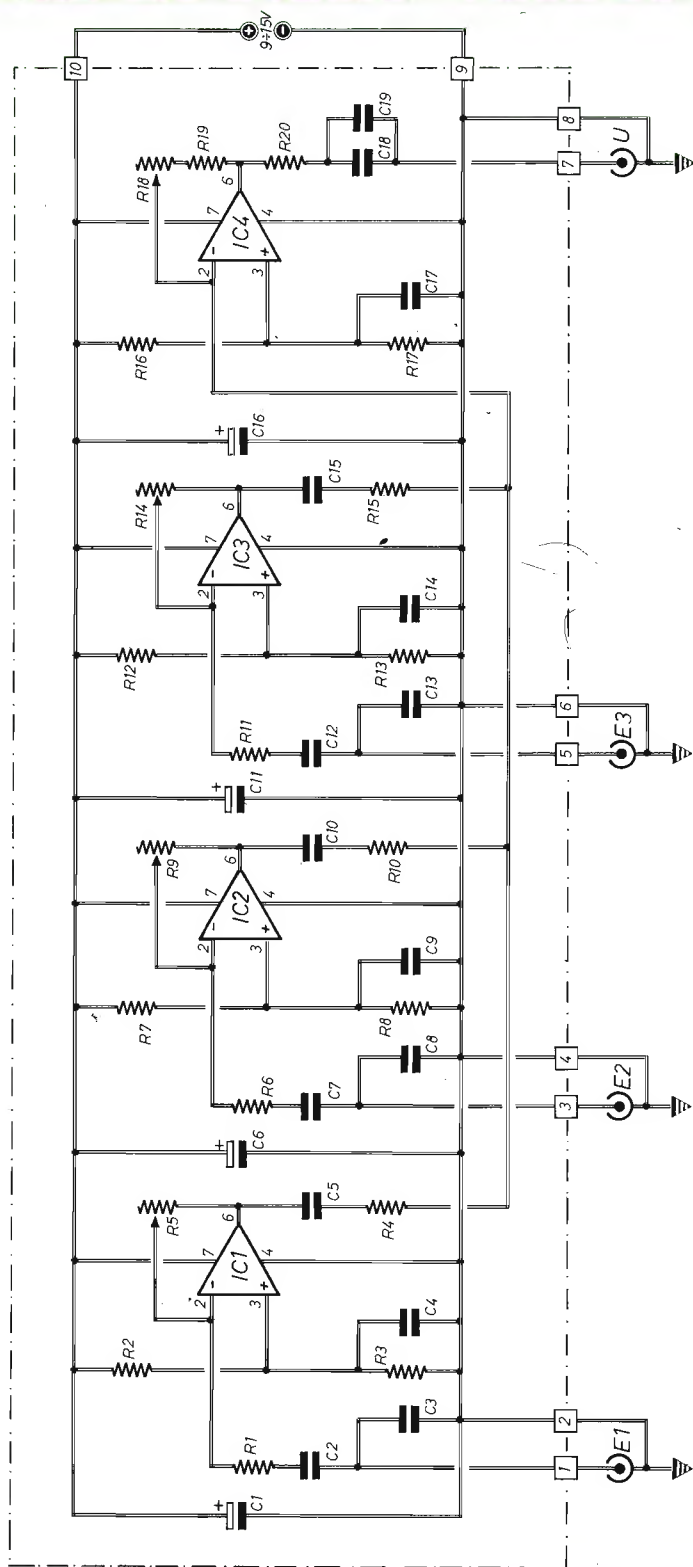 10
9÷15V
9
R18
R19
6
R20
C19
C18
8
7
U
7
IC4
4
2
-
3
+
R16
C17
R17
+
C16
R14
6
C15
R15
7
IC3
4
2
-
3
+
R12
C14
R13
R11
C12
C13
6
5
E3
+
C11
R9
6
C10
R10
7
IC2
4
2
-
3
+
R7
C9
R8
R6
C7
C8
4
3
E2
+
C6
R5
6
C5
R4
7
IC1
4
2
-
3
+
R2
C4
R3
R1
C2
C3
2
1
E1
+
C1